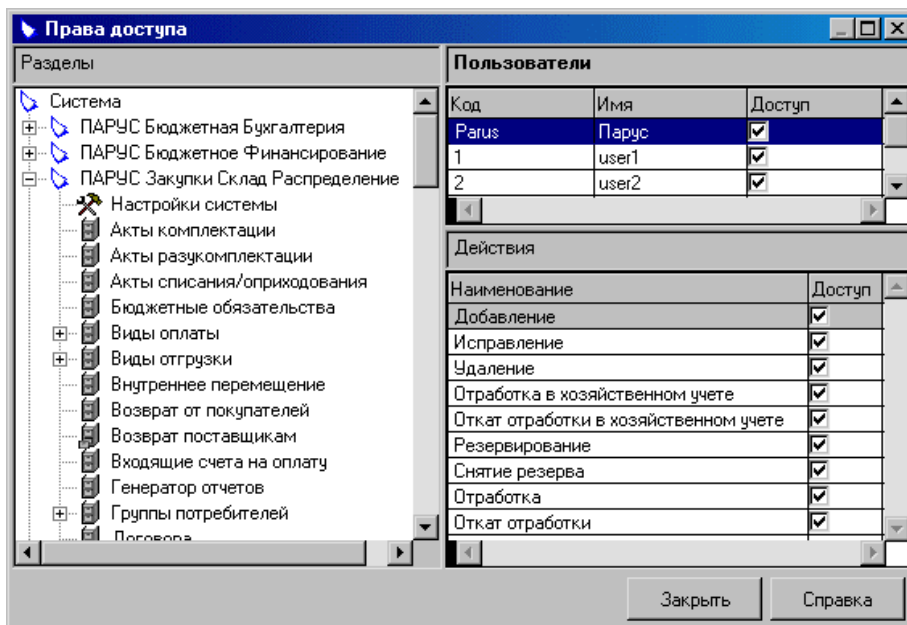 Права доступа
Разделы
Система
ПАРУС Бюджетная Бухгалтерия
ПАРУС Бюджетное Финансирование
ПАРУС Закупки Склад Распределение
Настройки системы
Акты комплектации
Акты разукомплектации
Акты списания/оприходования
Бюджетные обязательства
Виды оплаты
Виды отгрузки
Внутреннее перемещение
Возврат от покупателей
Возврат поставщикам
Входящие счета на оплату
Генератор отчетов
Группы потребителей
Договора
Пользователи
Код Имя Доступ
Parus Парус
1 user1
2 user2
Действия
Наименование Доступ
Добавление
Исправление
Удаление
Отработка в хозяйственном учете
Откат отработки в хозяйственном учете
Резервирование
Снятие резерва
Отработка
Откат отработки
Закрыть Справка